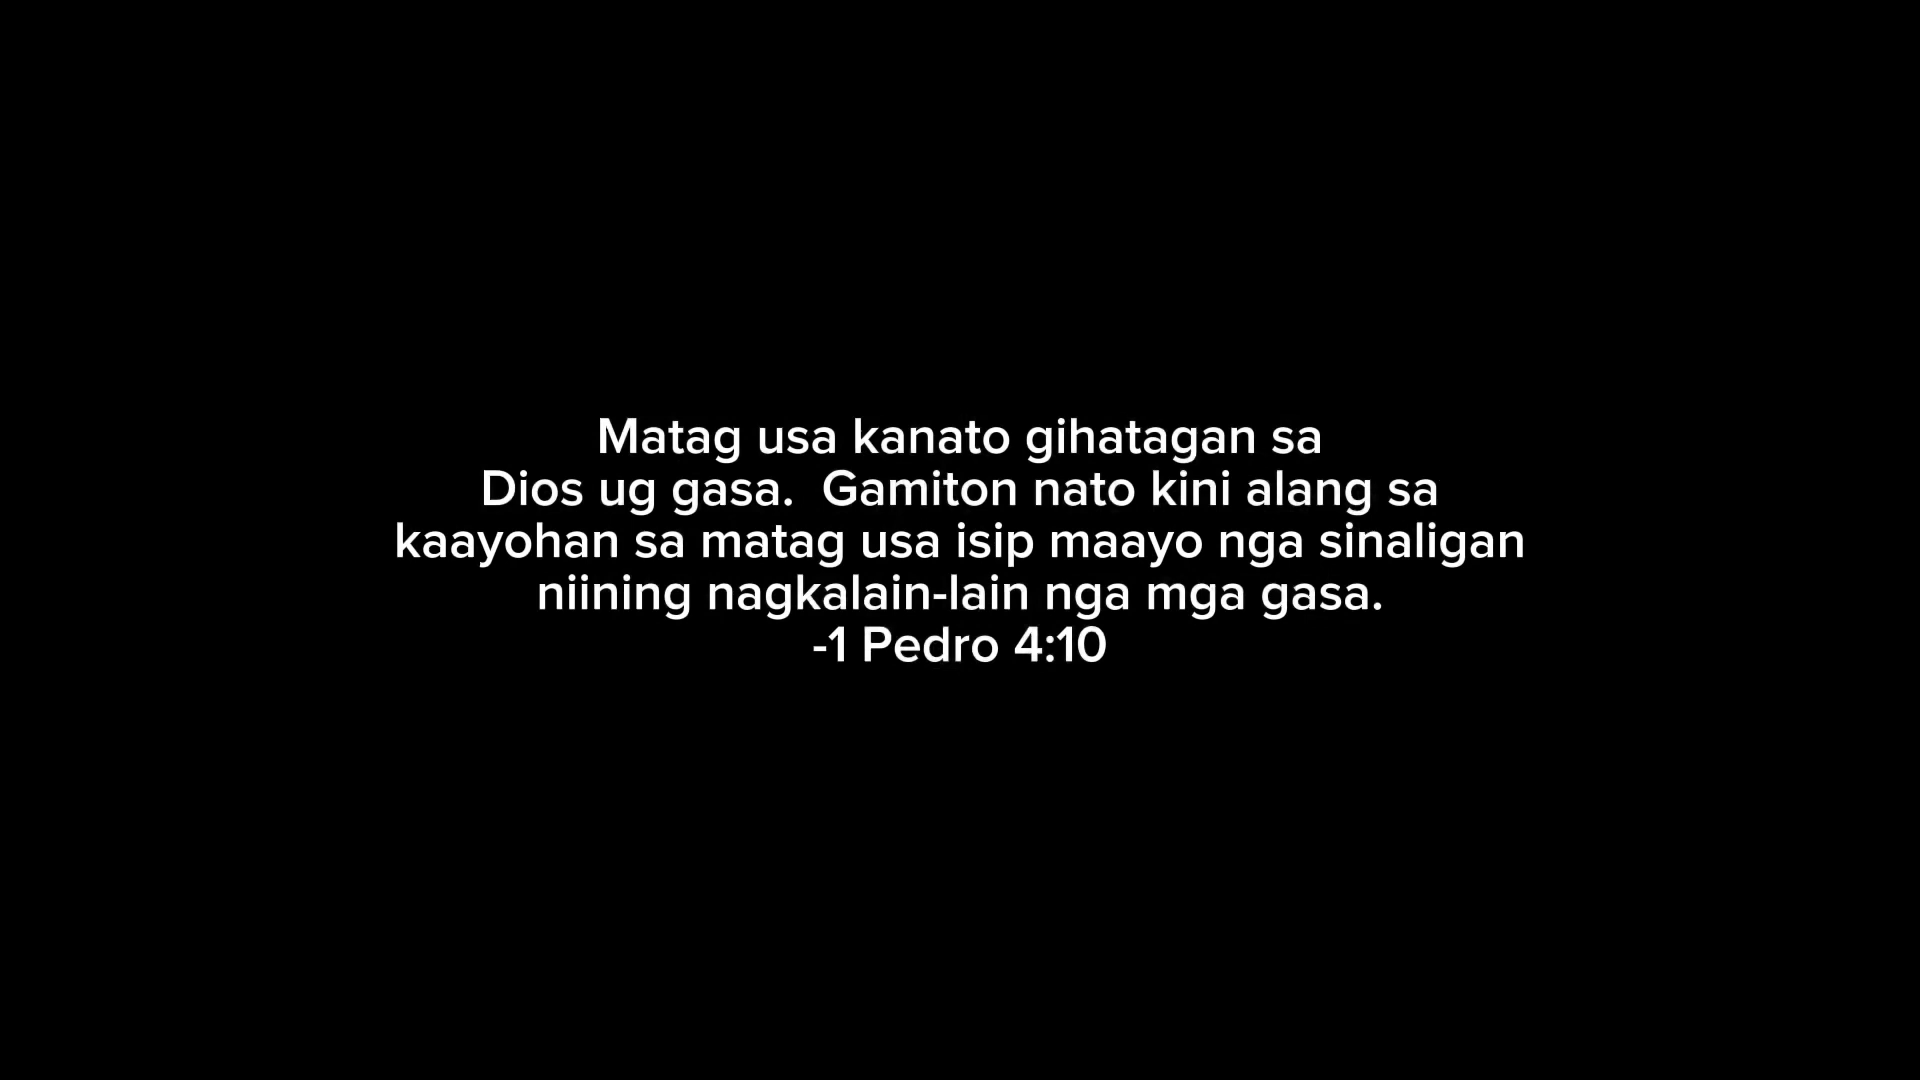 Matag usa kanato gihatagan sa
Dios ug gasa.  Gamiton nato kini alang sa
kaayohan sa matag usa isip maayo nga sinaligan
niining nagkalain-lain nga mga gasa.
-1 Pedro 4:10